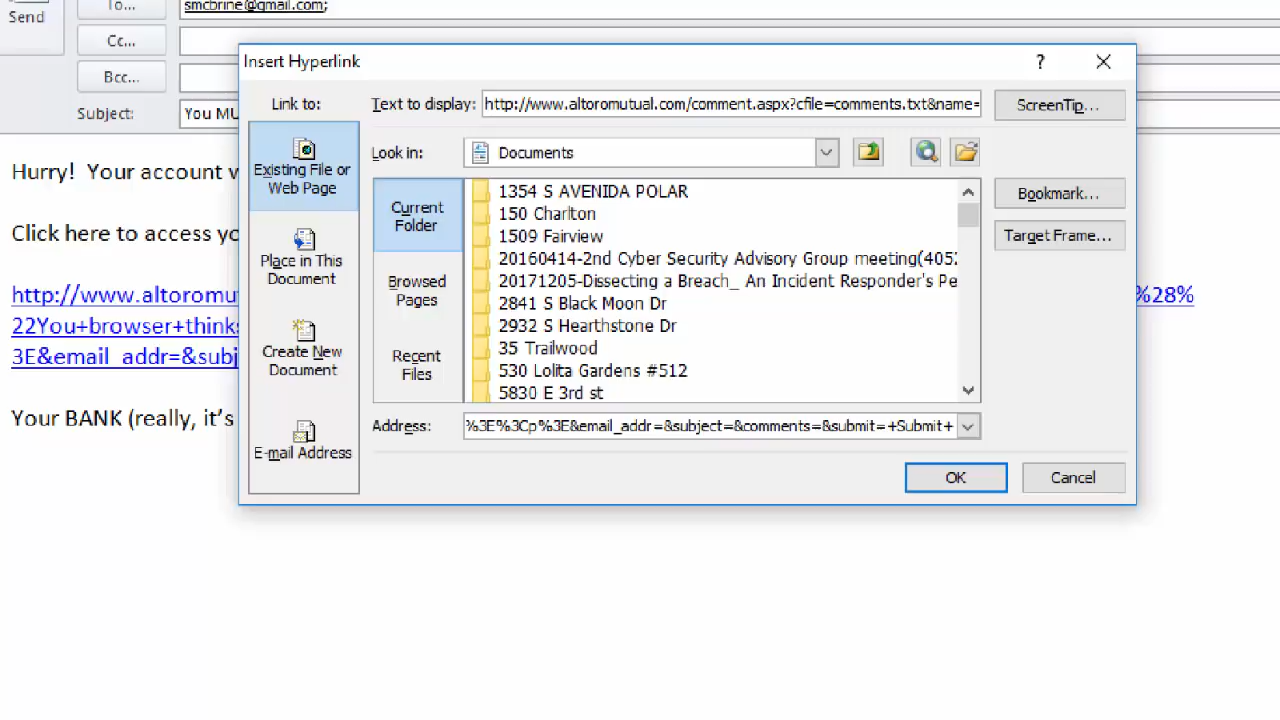 To...
smcbrine@gmail.com;
Send
Cc...
Bcc...
Subject:
You MU
Hurry!  Your account w
Click here to access yo
http://www.altoromut
%28%
22You+browser+thinks
3E&email_addr=&subj
Your BANK (really, it's
Insert Hyperlink
?
Link to:
Text to display:
http://www.altoromutual.com/comment.aspx?cfile=comments.txt&name=
ScreenTip...
Existing File or
Web Page
Place in This
Document
Create New
Document
E-mail Address
Look in:
Documents
Current
Folder
Browsed
Pages
Recent
Files
1354 S AVENIDA POLAR
150 Charlton
1509 Fairview
20160414-2nd Cyber Security Advisory Group meeting(4052
20171205-Dissecting a Breach_ An Incident Responder's Pe
2841 S Black Moon Dr
2932 S Hearthstone Dr
35 Trailwood
530 Lolita Gardens #512
5830 E 3rd st
Bookmark...
Target Frame...
Address:
%3E%3Cp%3E&email_addr=&subject=&comments=&submit=+Submit+
OK
Cancel